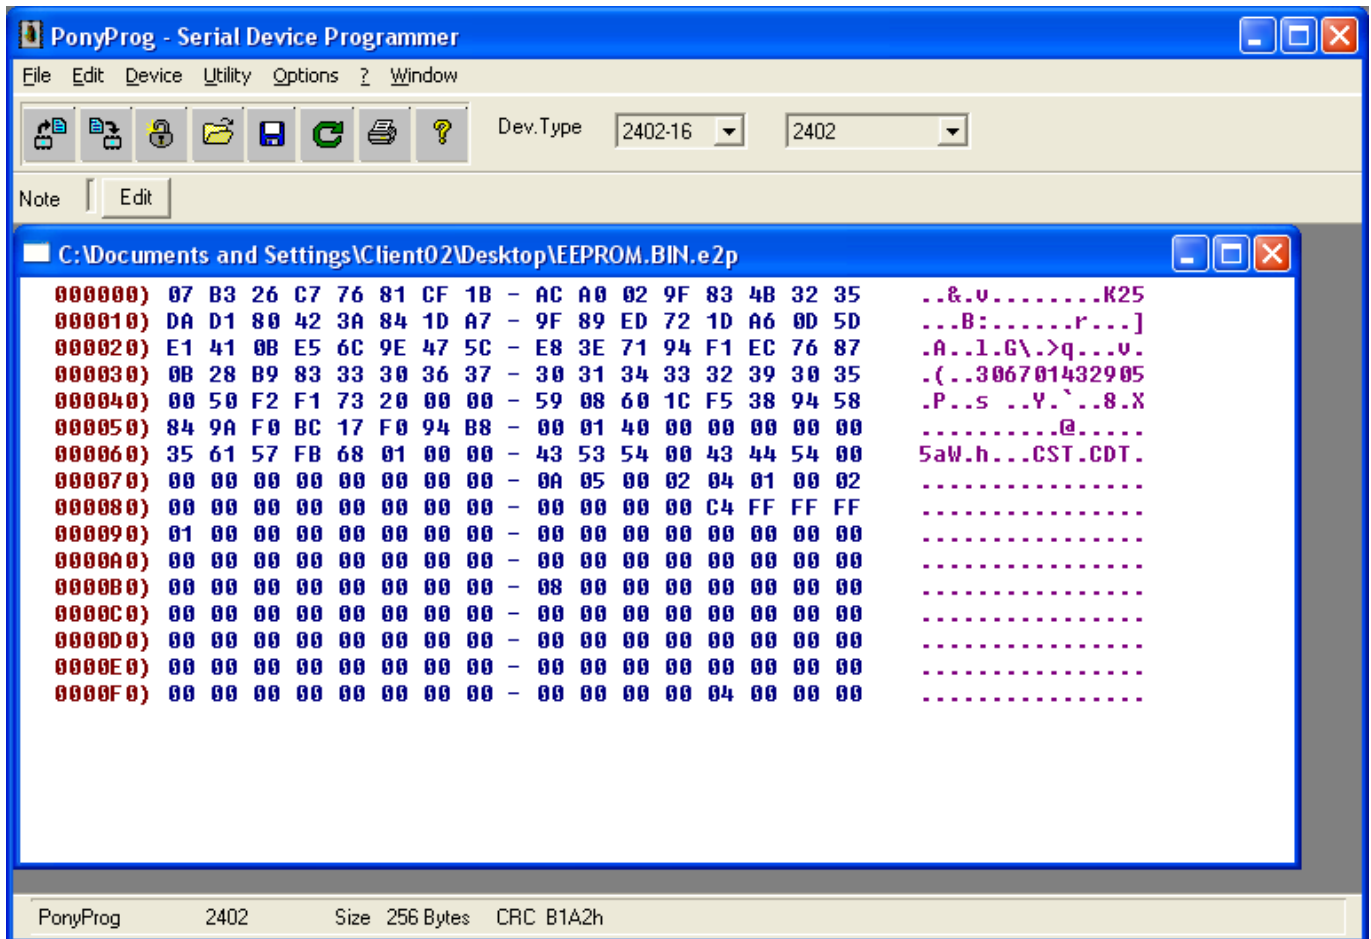 PonyProg - Serial Device Programmer
File Edit Device Utility Options ? Window
Dev.Type 2402-16 2402
Note Edit
C:\Documents and Settings\Client02\Desktop\EEPROM.BIN.e2p
000000) 07 B3 26 C7 76 81 CF 1B - AC A0 02 9F 83 4B 32 35 ..&.v........K25
000010) DA D1 80 42 3A 84 1D A7 - 9F 89 ED 72 1D A6 0D 5D ...B:......r...]
000020) E1 41 0B E5 6C 9E 47 5C - E8 3E 71 94 F1 EC 76 87 .A..l.G\.>q...v.
000030) 0B 28 B9 83 33 30 36 37 - 30 31 34 33 32 39 30 35 .(..306701432905
000040) 00 50 F2 F1 73 20 00 00 - 59 08 60 1C F5 38 94 58 .P..s ..Y.`..8.X
000050) 84 9A F0 BC 17 F0 94 B8 - 00 01 40 00 00 00 00 00 ..........@.....
000060) 35 61 57 FB 68 01 00 00 - 43 53 54 00 43 44 54 00 5aW.h...CST.CDT.
000070) 00 00 00 00 00 00 00 00 - 0A 05 00 02 04 01 00 02 ................
000080) 00 00 00 00 00 00 00 00 - 00 00 00 00 C4 FF FF FF ................
000090) 01 00 00 00 00 00 00 00 - 00 00 00 00 00 00 00 00 ................
0000A0) 00 00 00 00 00 00 00 00 - 00 00 00 00 00 00 00 00 ................
0000B0) 00 00 00 00 00 00 00 00 - 08 00 00 00 00 00 00 00 ................
0000C0) 00 00 00 00 00 00 00 00 - 00 00 00 00 00 00 00 00 ................
0000D0) 00 00 00 00 00 00 00 00 - 00 00 00 00 00 00 00 00 ................
0000E0) 00 00 00 00 00 00 00 00 - 00 00 00 00 00 00 00 00 ................
0000F0) 00 00 00 00 00 00 00 00 - 00 00 00 00 04 00 00 00 ................
PonyProg 2402 Size 256 Bytes CRC B1A2h